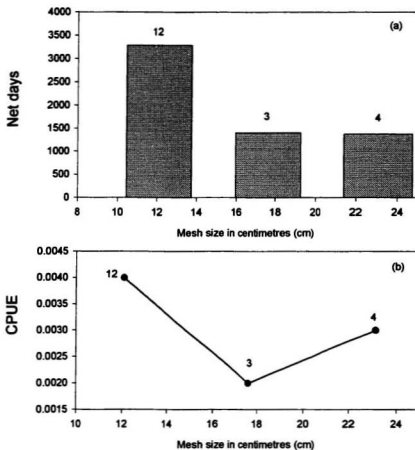 4000
(a)
12
3500
3000
2500
2000
Net days
3
4
1500
1000
500
0
8 10 12 14 16 18 20 22 24
Mesh size in centimetres (cm)
0.0045
(b)
12
0.0040
0.0035
CPUE
4
0.0030
0.0025
3
0.0020
0.0015
10 12 14 16 18 20 22 24
Mesh size in centimetres (cm)